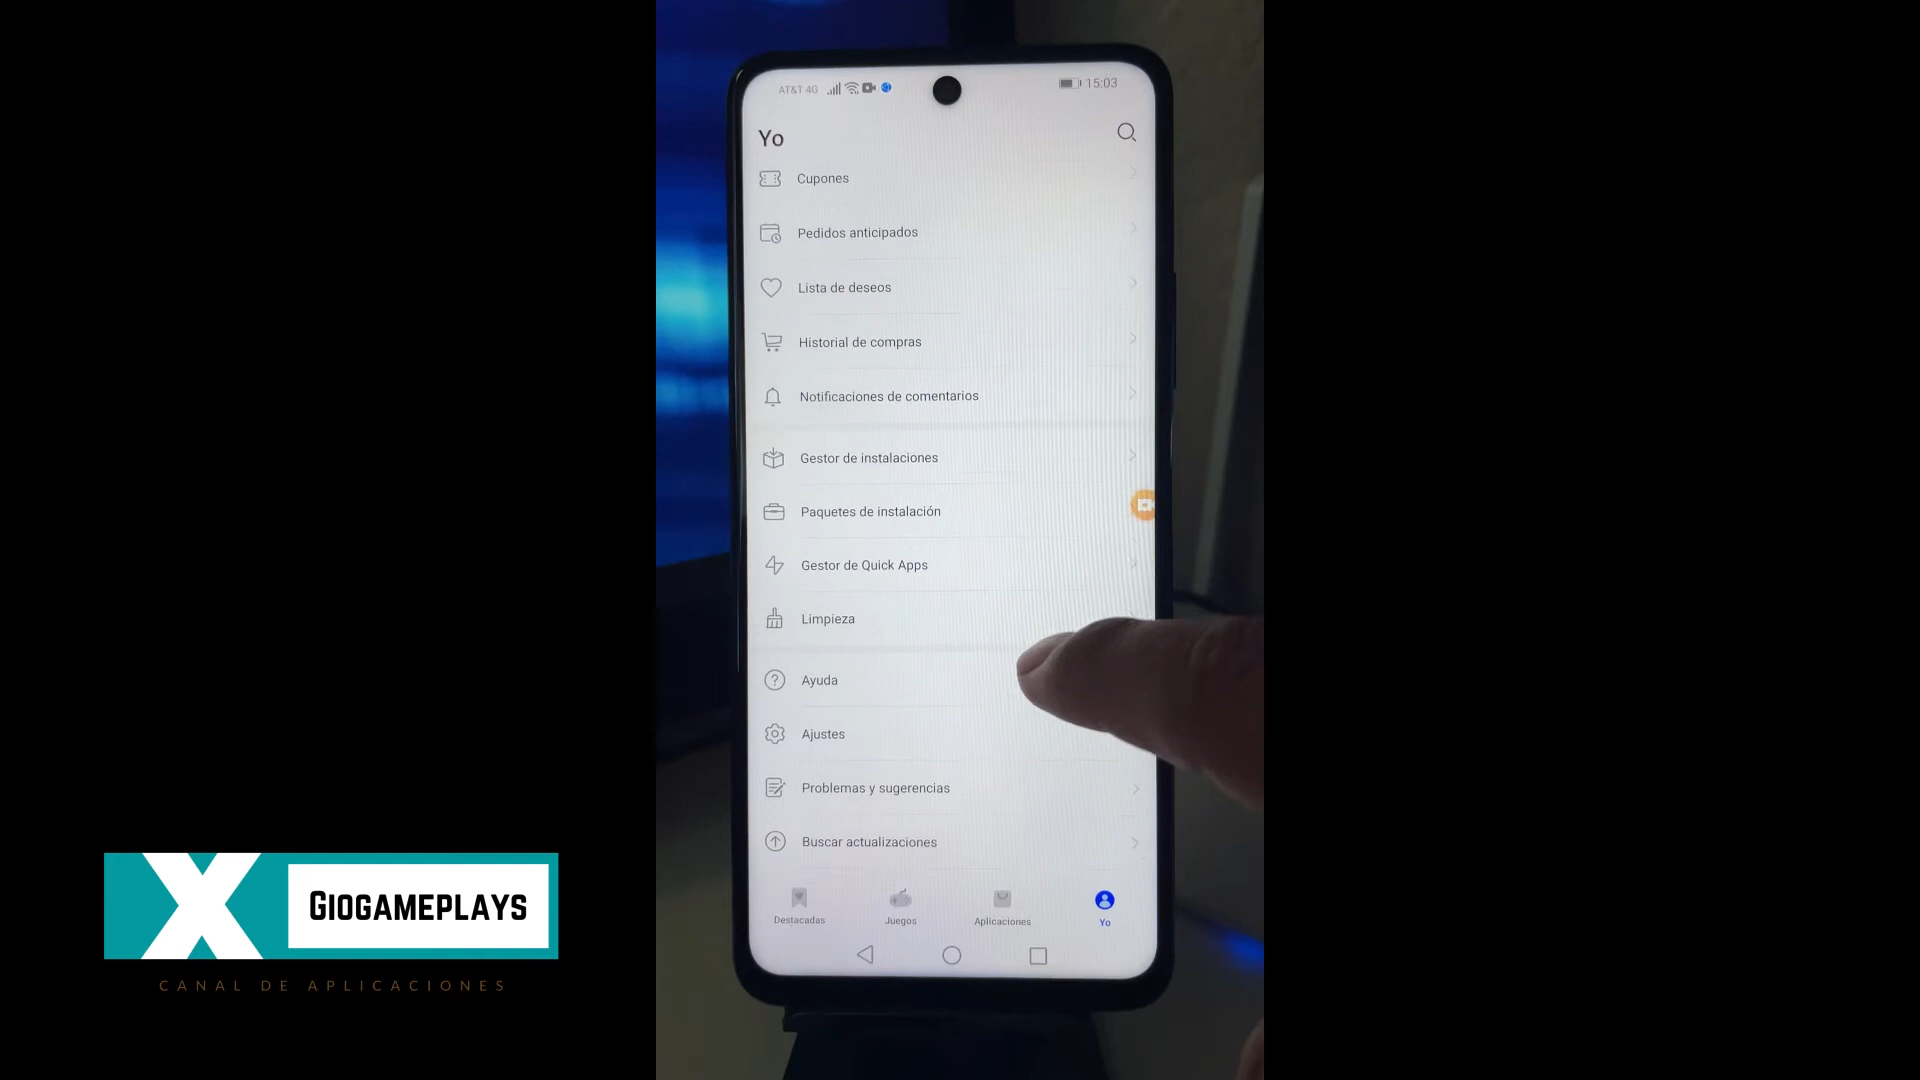 AT&T 4G
15:03
Yo
Cupones
Pedidos anticipados
Lista de deseos
Historial de compras
Notificaciones de comentarios
Gestor de instalaciones
Paquetes de instalación
Gestor de Quick Apps
Limpieza
Ayuda
Ajustes
Problemas y sugerencias
Buscar actualizaciones
Destacadas
Juegos
Aplicaciones
Yo
X
GIOGAMEPLAYS
CANAL DE APLICACIONES